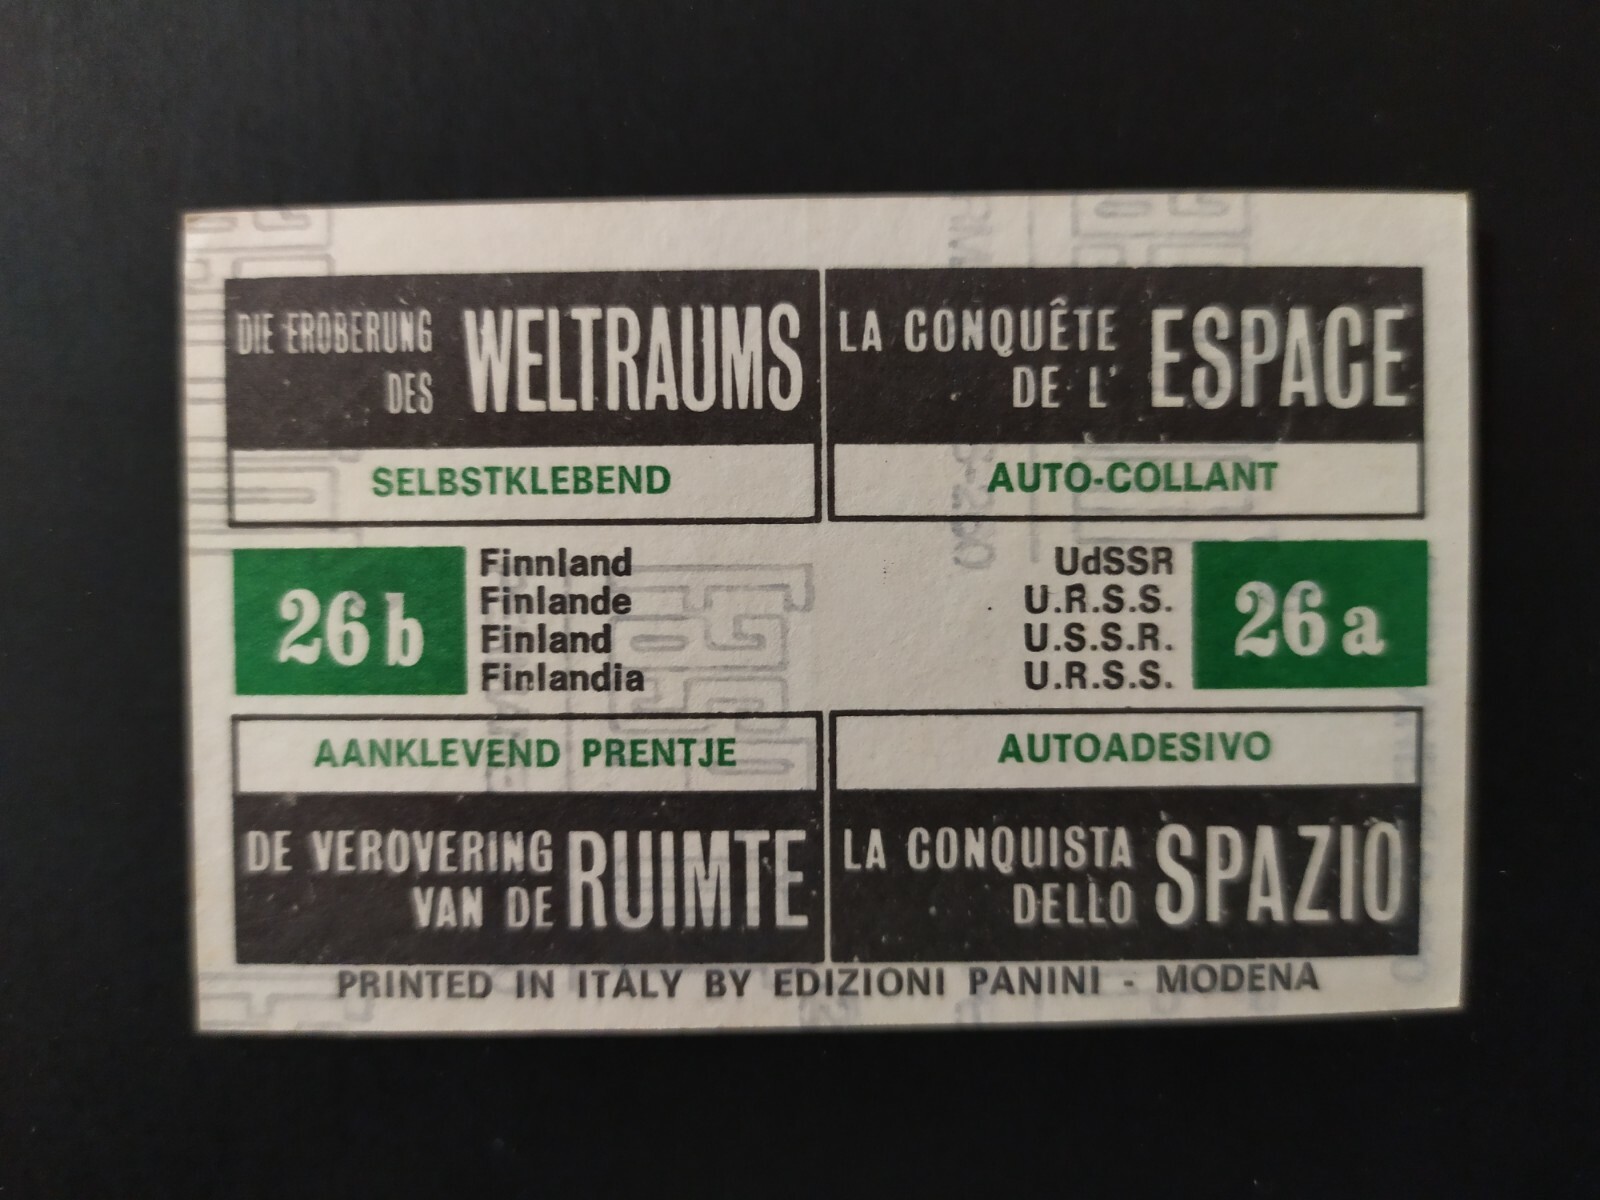 DIE EROBERUNG
DES WELTRAUMS
SELBSTKLEBEND
LA CONQUÊTE
DE L' ESPACE
AUTO-COLLANT
26 b
Finnland
Finlande
Finland
Finlandia
UdSSR
U.R.S.S.
U.S.S.R.
U.R.S.S.
26 a
AANKLEVEND PRENTJE
DE VEROVERING
VAN DE RUIMTE
AUTOADESIVO
LA CONQUISTA
DELLO SPAZIO
PRINTED IN ITALY BY EDIZIONI PANINI - MODENA